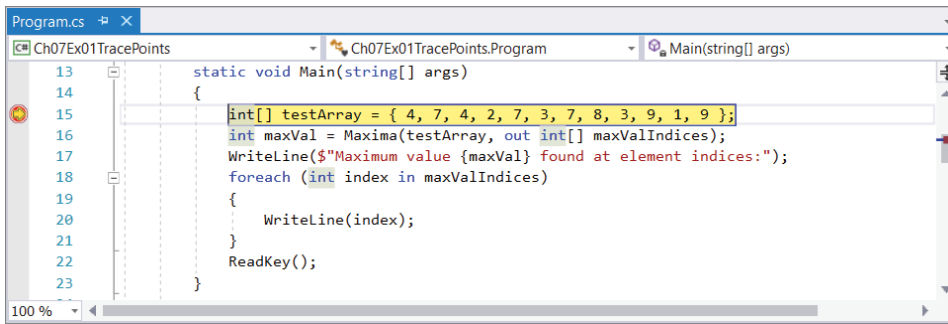 Program.cs
C# Ch07Ex01TracePoints Ch07Ex01TracePoints.Program Main(string[] args)
13 static void Main(string[] args)
14 {
15 int[] testArray = { 4, 7, 4, 2, 7, 3, 7, 8, 3, 9, 1, 9 };
16 int maxVal = Maxima(testArray, out int[] maxValIndices);
17 WriteLine($"Maximum value {maxVal} found at element indices:");
18 foreach (int index in maxValIndices)
19 {
20 WriteLine(index);
21 }
22 ReadKey();
23 }
100 %